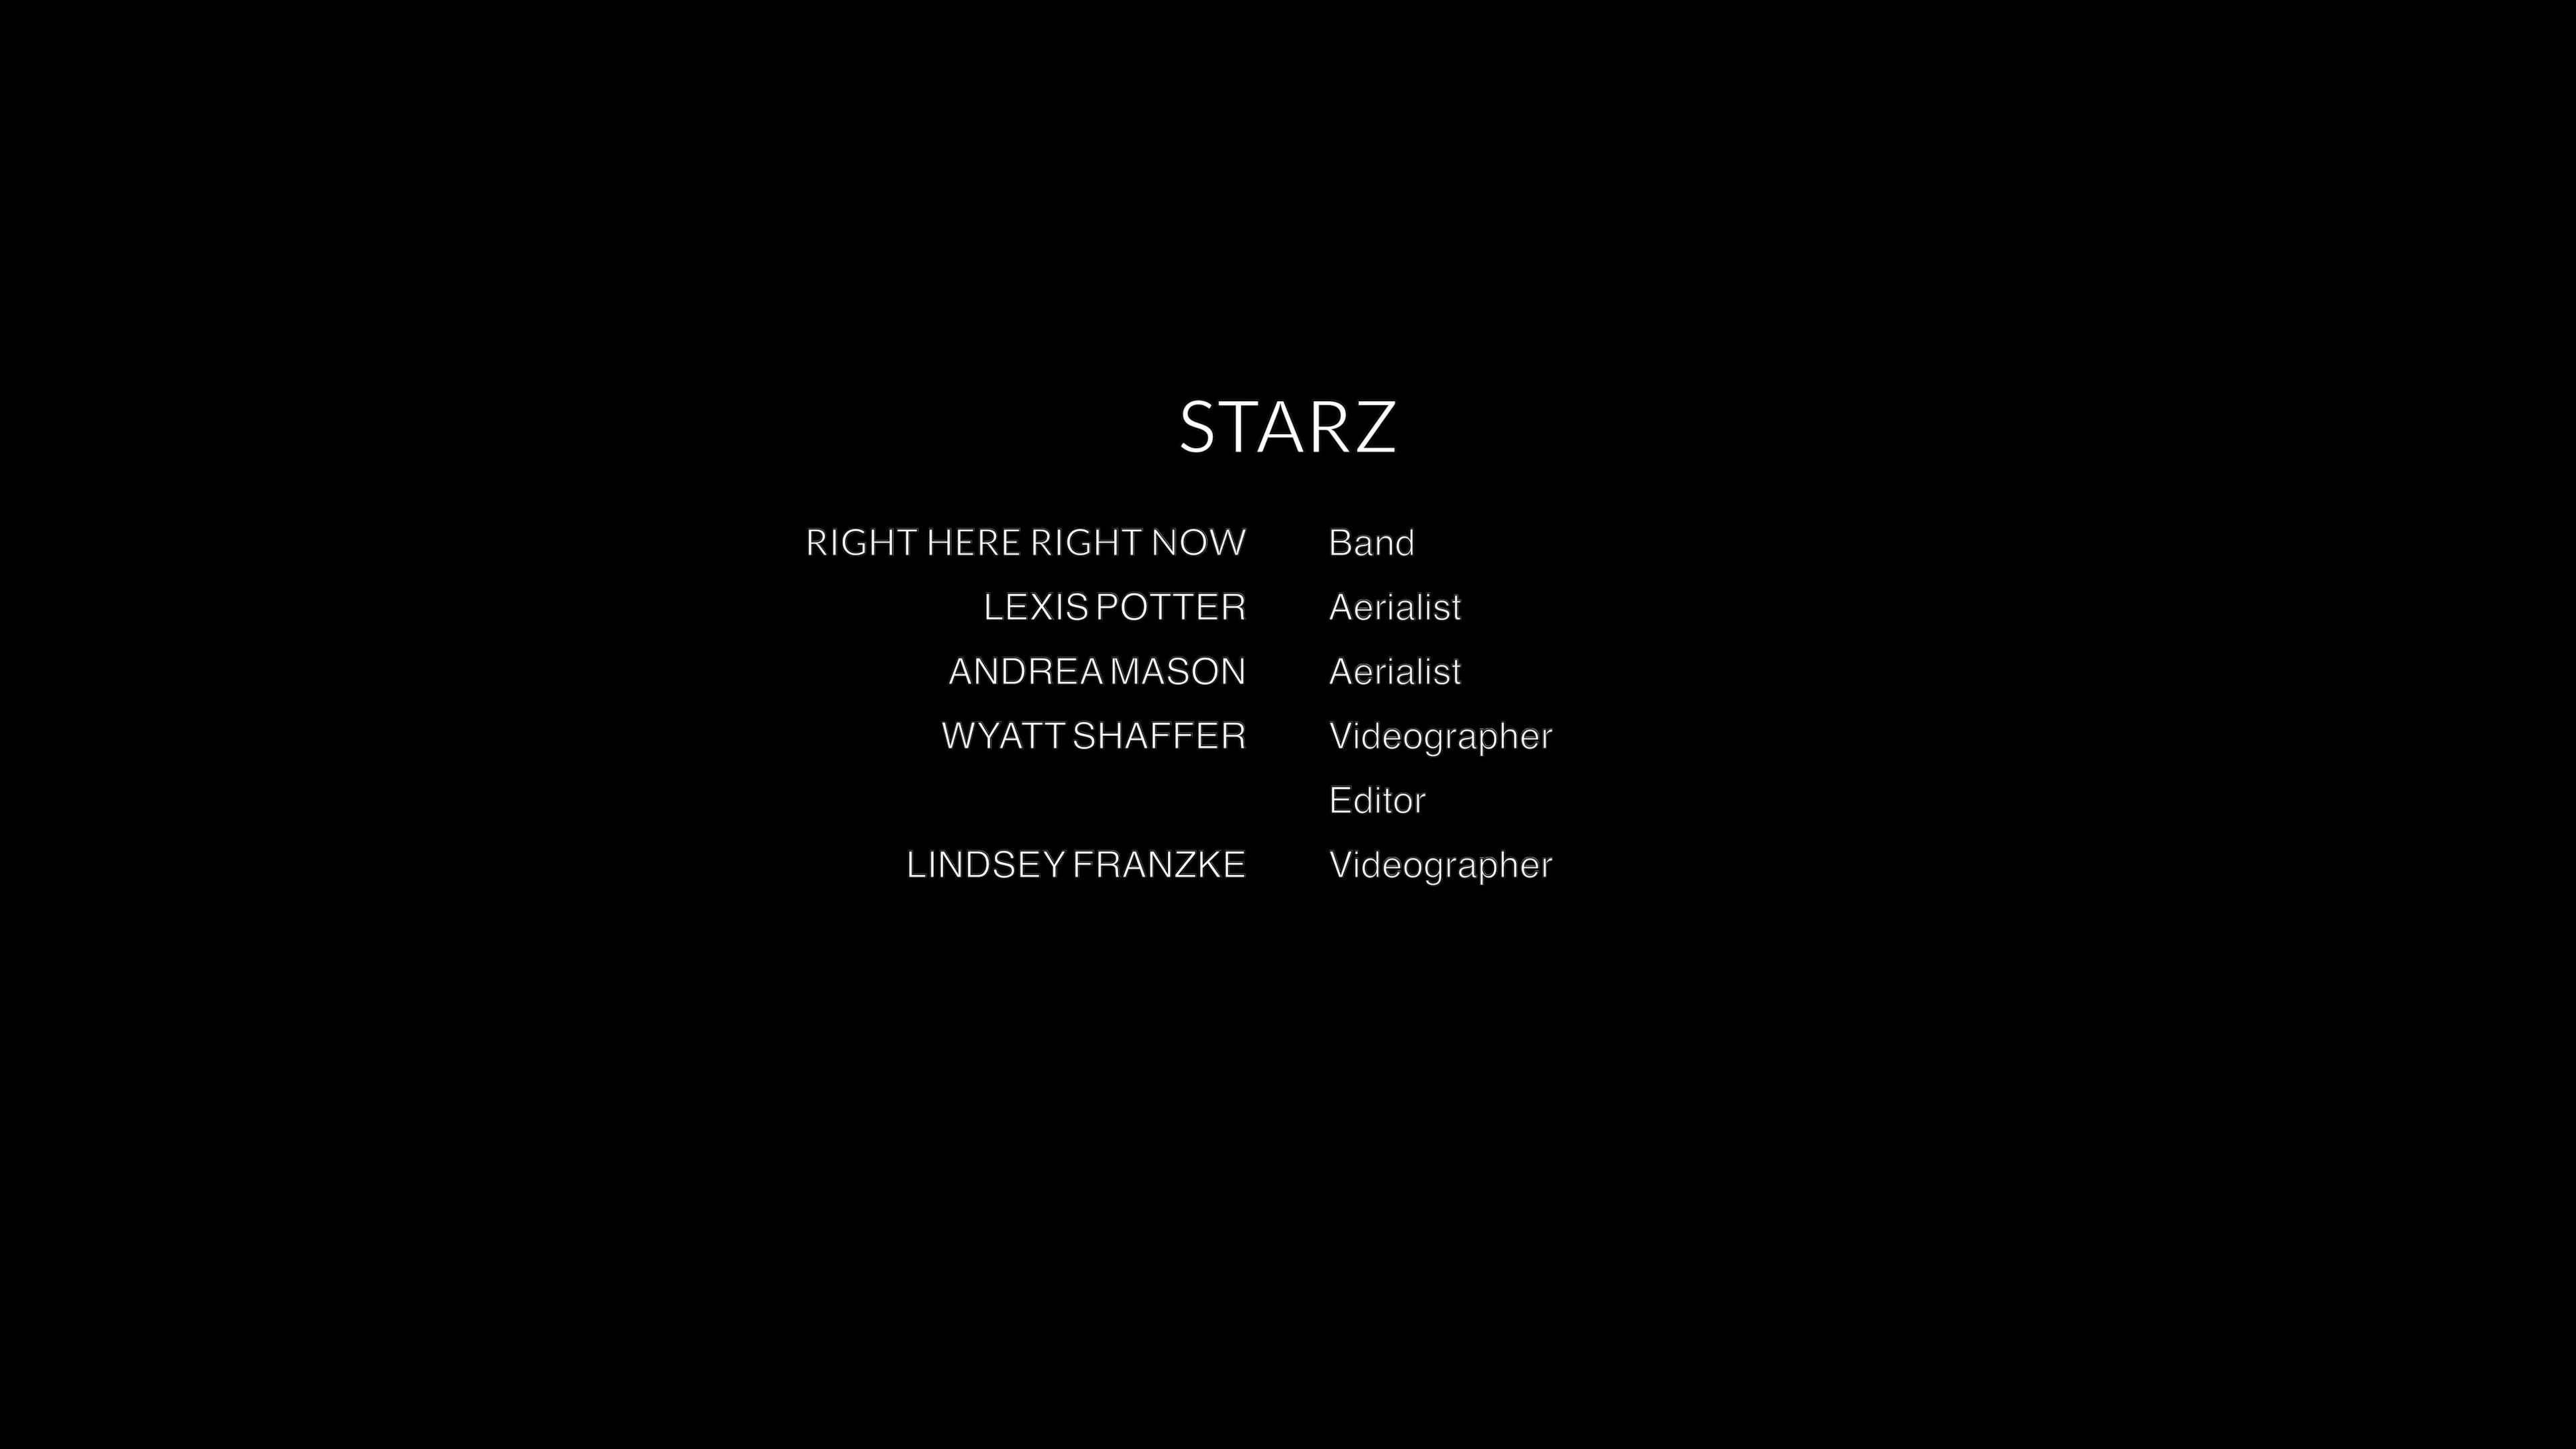 STARZ
RIGHT HERE RIGHT NOW Band
LEXIS POTTER Aerialist
ANDREA MASON Aerialist
WYATT SHAFFER Videographer
Editor
LINDSEY FRANZKE Videographer